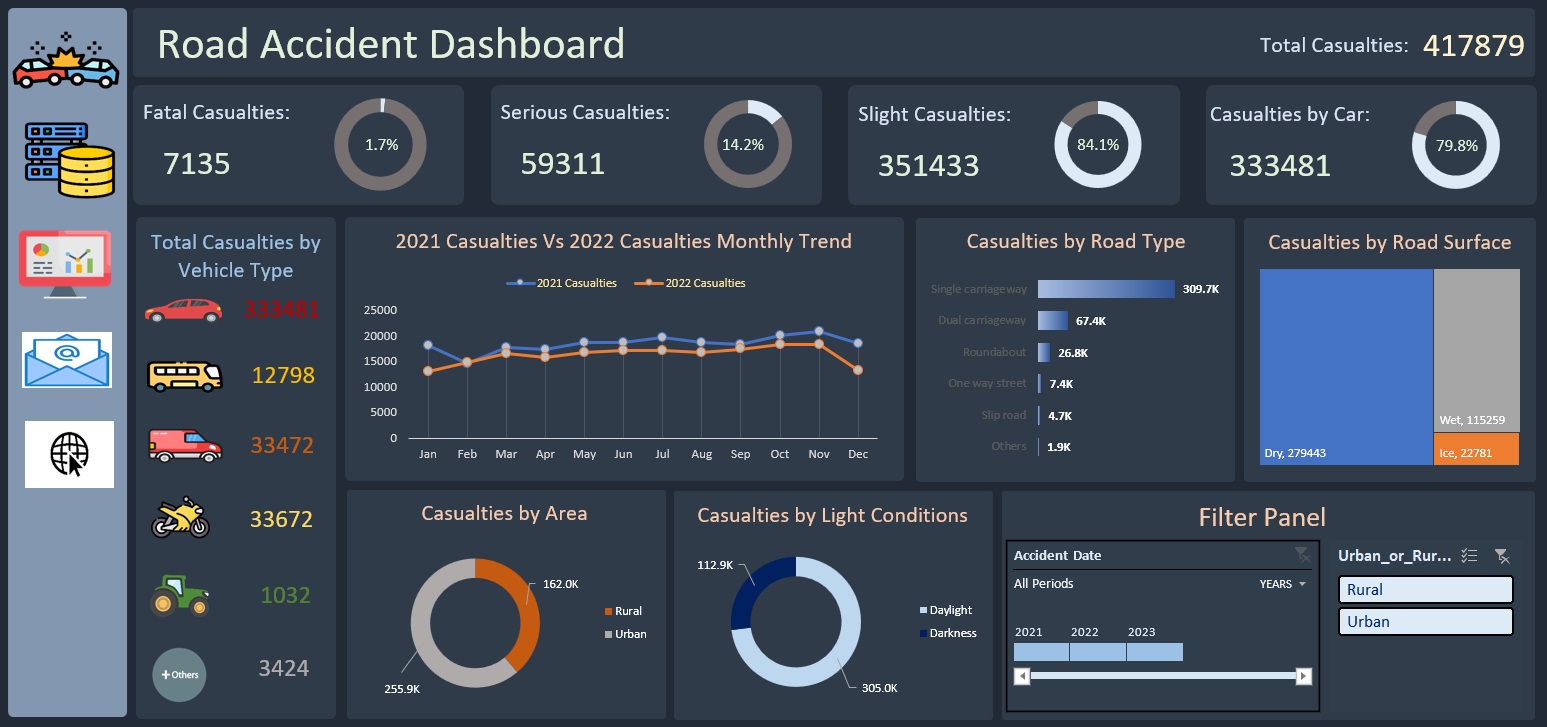 Road Accident Dashboard
Total Casualties: 417879
Fatal Casualties:
7135
1.7%
Serious Casualties:
59311
14.2%
Slight Casualties:
351433
84.1%
Casualties by Car:
333481
79.8%
Total Casualties by
Vehicle Type
333481
12798
33472
33672
1032
+ Others
3424
2021 Casualties Vs 2022 Casualties Monthly Trend
2021 Casualties 2022 Casualties
25000
20000
15000
10000
5000
0
Jan Feb Mar Apr May Jun Jul Aug Sep Oct Nov Dec
Casualties by Road Type
Single carriageway 309.7K
Dual carriageway 67.4K
Roundabout 26.8K
One way street 7.4K
Slip road 4.7K
Others 1.9K
Casualties by Road Surface
Wet, 115259
Dry, 279443
Ice, 22781
Casualties by Area
162.0K
Rural
Urban
255.9K
Casualties by Light Conditions
112.9K
Daylight
Darkness
305.0K
Filter Panel
Accident Date
All Periods YEARS
2021 2022 2023
Urban_or_Rur...
Rural
Urban
@